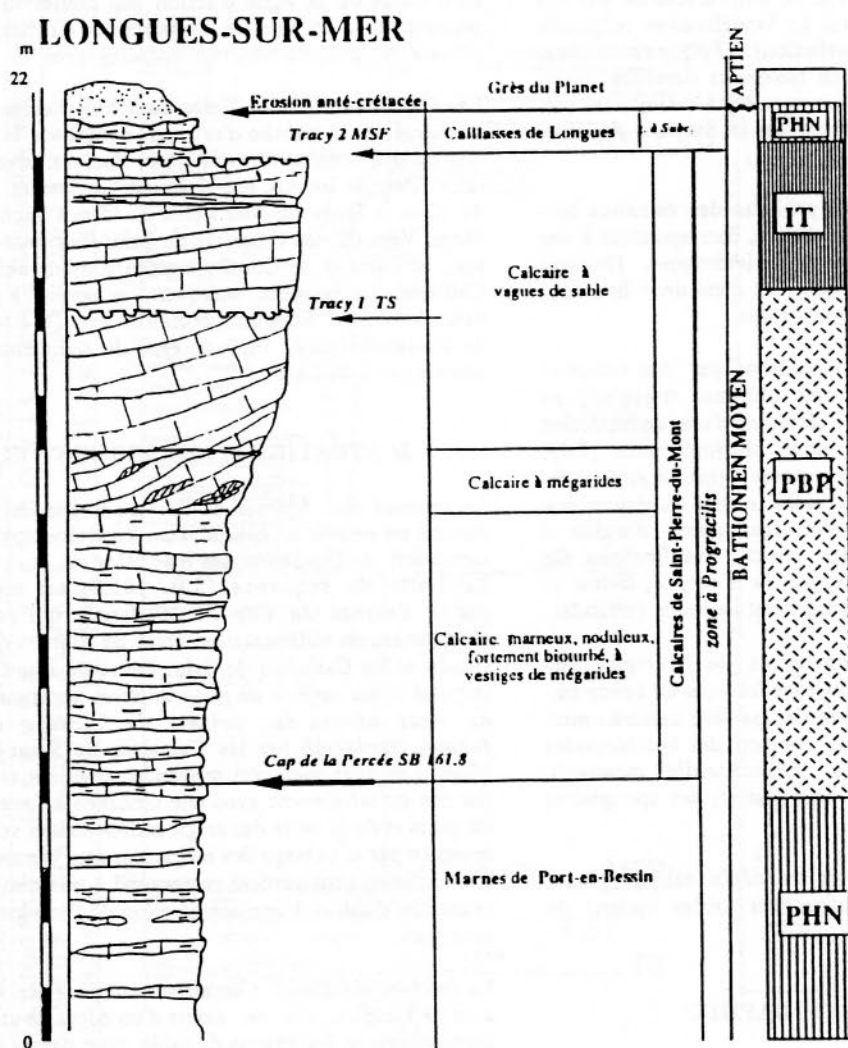 LONGUES-SUR-MER
m
22
Erosion anté-crétacée
Grès du Planet
APTIEN
Tracy 2 MSF
Caillasses de Longues
PHN
IT
Calcaire à
vagues de sable
Tracy 1 TS
Calcaire à mégarides
Calcaires de Saint-Pierre-du-Mont
zone à Progracilis
BATHONIEN MOYEN
PBP
Calcaire, marneux, noduleux,
fortement biourbé, à
vestiges de mégarides
Cap de la Percée SB 161.8
Marnes de Port-en-Bessin
PHN
0